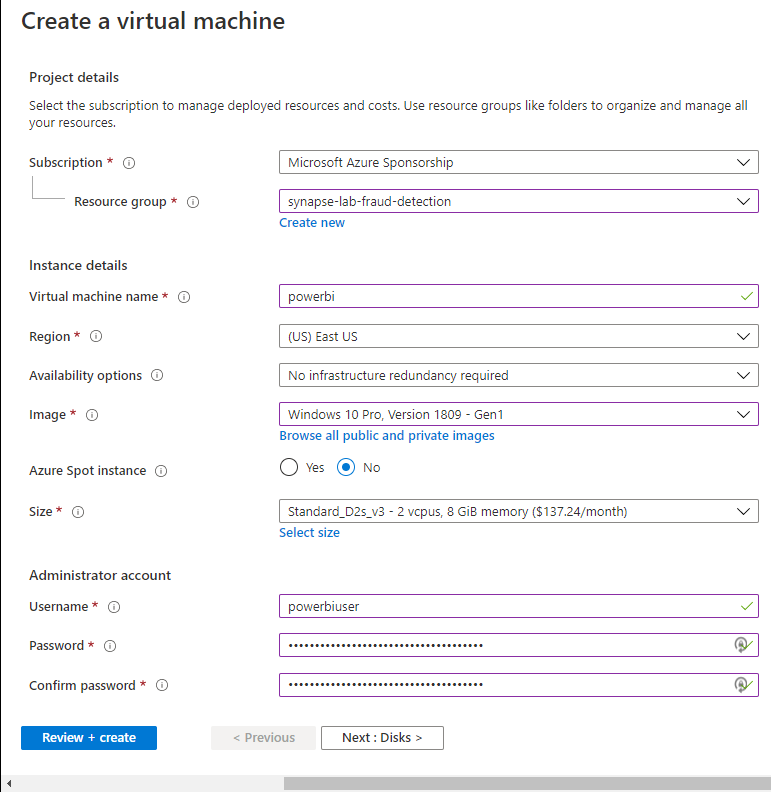 Create a virtual machine
Project details
Select the subscription to manage deployed resources and costs. Use resource groups like folders to organize and manage all
your resources.
Subscription *
Microsoft Azure Sponsorship
Resource group *
synapse-lab-fraud-detection
Create new
Instance details
Virtual machine name *
powerbi
Region *
(US) East US
Availability options
No infrastructure redundancy required
Image *
Windows 10 Pro, Version 1809 - Gen1
Browse all public and private images
Azure Spot instance
Yes No
Size *
Standard_D2s_v3 - 2 vcpus, 8 GiB memory ($137.24/month)
Select size
Administrator account
Username *
powerbiuser
Password *
Confirm password *
Review + create
< Previous
Next : Disks >